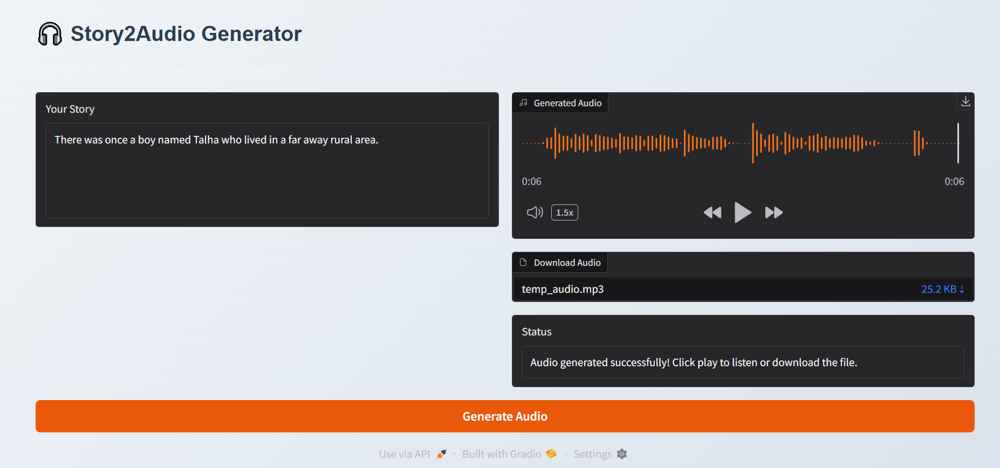 Story2Audio Generator
Enter your story below and listen to the audio version!
Your Story
There was once a boy named Talha who lived in a far away rural area.
Generated Audio
0:06
0:06
1.5x
Download Audio
temp_audio.mp3
25.2 KB ⇣
Status
Audio generated successfully! Click play to listen or download the file.
Generate Audio
Use via API · Built with Gradio · Settings